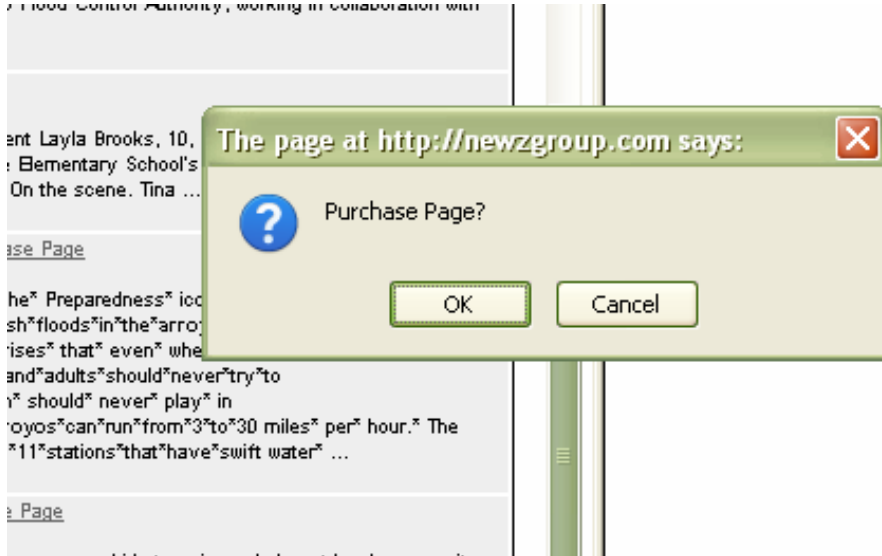 Flood Control Authority, working in collaboration with
ent Layla Brooks, 10,
Elementary School's
On the scene. Tina ...
The page at http://newzgroup.com says:
Purchase Page?
OK
Cancel
ase Page
he* Preparedness* icc
sh*floods*in*the*arroy
rises* that* even* whe
and*adults*should*never*try*to
n* should* never* play* in
oyos*can*run*from*3*to*30 miles* per* hour.* The
*11*stations*that*have*swift water* ...
e Page